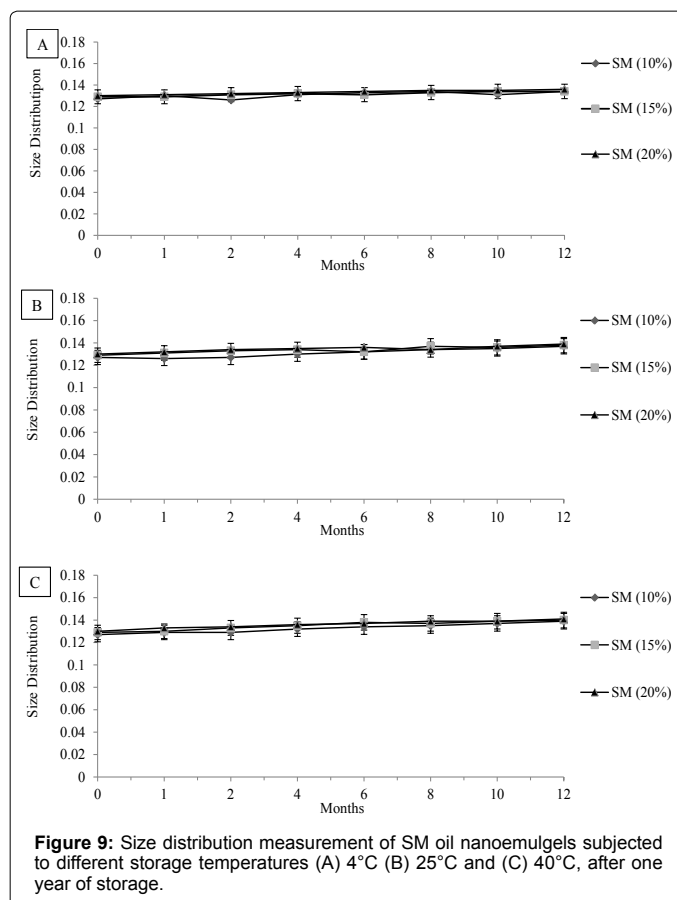 A
Size Distributipon
0.18
0.16
0.14
0.12
0.1
0.08
0.06
0.04
0.02
0
0 1 2 4 6 8 10 12
Months
SM (10%)
SM (15%)
SM (20%)
B
Size Distribution
0.18
0.16
0.14
0.12
0.1
0.08
0.06
0.04
0.02
0
0 1 2 4 6 8 10 12
Months
SM (10%)
SM (15%)
SM (20%)
C
Size Distribution
0.18
0.16
0.14
0.12
0.1
0.08
0.06
0.04
0.02
0
0 1 2 4 6 8 10 12
Months
SM (10%)
SM (15%)
SM (20%)
Figure 9: Size distribution measurement of SM oil nanoemulgels subjected
to different storage temperatures (A) 4°C (B) 25°C and (C) 40°C, after one
year of storage.